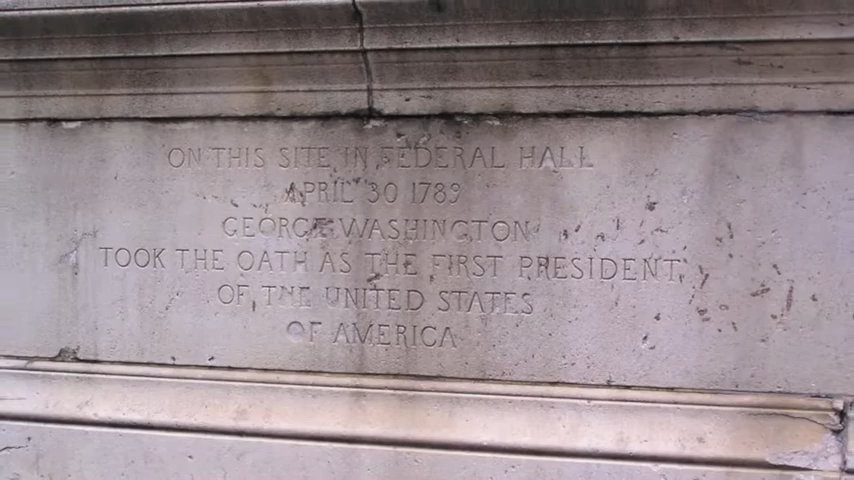 ON THIS SITE IN FEDERAL HALL
APRIL 30 1789
GEORGE WASHINGTON
TOOK THE OATH AS THE FIRST PRESIDENT
OF THE UNITED STATES
OF AMERICA